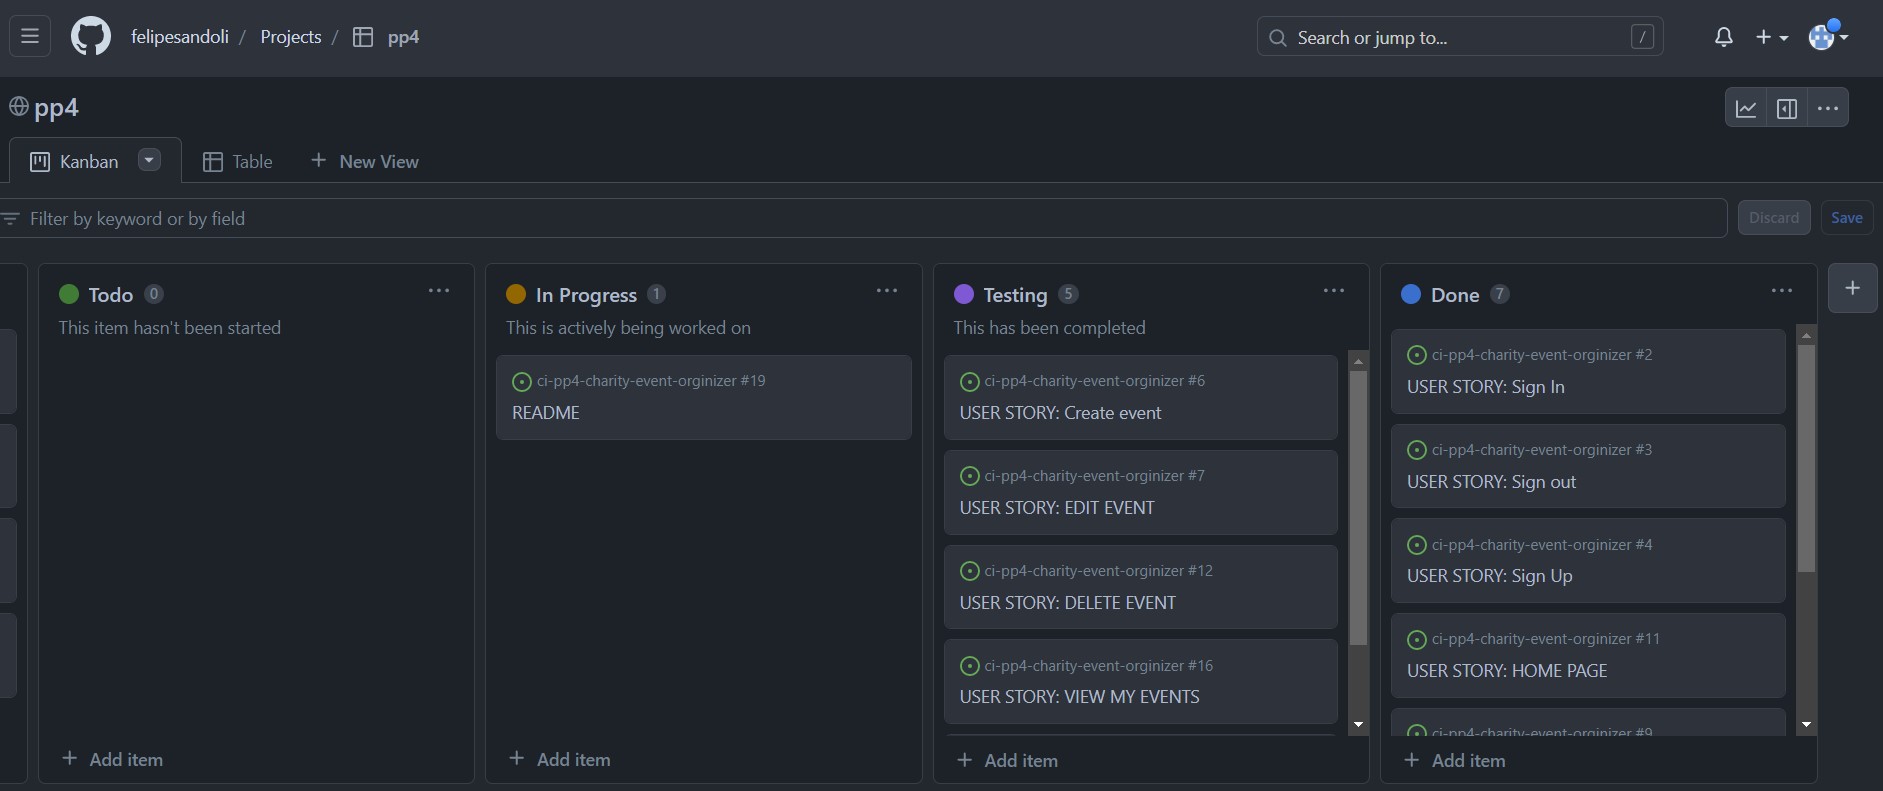 felipesandoli / Projects / pp4
Search or jump to... /
pp4
Kanban
Table
New View
Filter by keyword or by field
Discard
Save
Todo 0
This item hasn't been started
Add item
In Progress 1
This is actively being worked on
ci-pp4-charity-event-orginizer #19
README
Add item
Testing 5
This has been completed
ci-pp4-charity-event-orginizer #6
USER STORY: Create event
ci-pp4-charity-event-orginizer #7
USER STORY: EDIT EVENT
ci-pp4-charity-event-orginizer #12
USER STORY: DELETE EVENT
ci-pp4-charity-event-orginizer #16
USER STORY: VIEW MY EVENTS
Add item
Done 7
ci-pp4-charity-event-orginizer #2
USER STORY: Sign In
ci-pp4-charity-event-orginizer #3
USER STORY: Sign out
ci-pp4-charity-event-orginizer #4
USER STORY: Sign Up
ci-pp4-charity-event-orginizer #11
USER STORY: HOME PAGE
ci-pp4-charity-event-orginizer #9
Add item